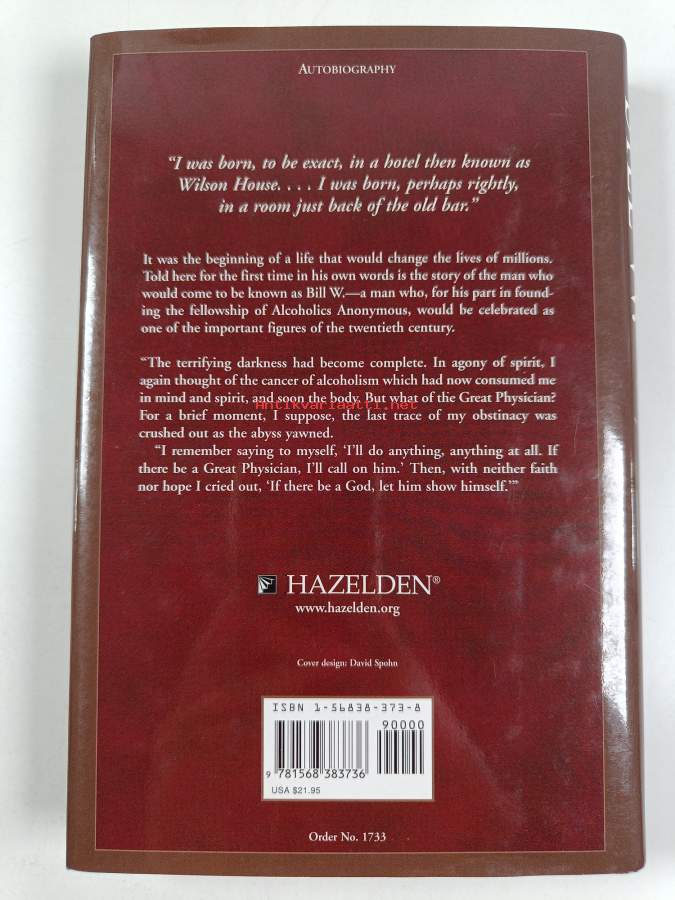 AUTOBIOGRAPHY
“I was born, to be exact, in a hotel then known as
Wilson House. . . . I was born, perhaps rightly,
in a room just back of the old bar.”
It was the beginning of a life that would change the lives of millions.
Told here for the first time in his own words is the story of the man who
would come to be known as Bill W.—a man who, for his part in found-
ing the fellowship of Alcoholics Anonymous, would be celebrated as
one of the important figures of the twentieth century.
“The terrifying darkness had become complete. In agony of spirit, I
again thought of the cancer of alcoholism which had now consumed me
in mind and spirit, and soon the body. But what of the Great Physician?
antikvariaatti.net
For a brief moment, I suppose, the last trace of my obstinacy was
crushed out as the abyss yawned.
“I remember saying to myself, ‘I’ll do anything, anything at all. If
there be a Great Physician, I’ll call on him.’ Then, with neither faith
nor hope I cried out, ‘If there be a God, let him show himself.’”
HAZELDEN®
www.hazelden.org
Cover design: David Spohn
ISBN 1-56838-373-8
90000
9 781568 383736
USA $21.95
Order No. 1733